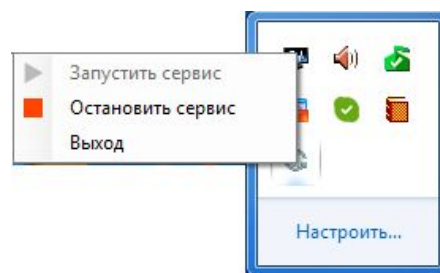 Запустить сервис
Остановить сервис
Выход
Настроить...